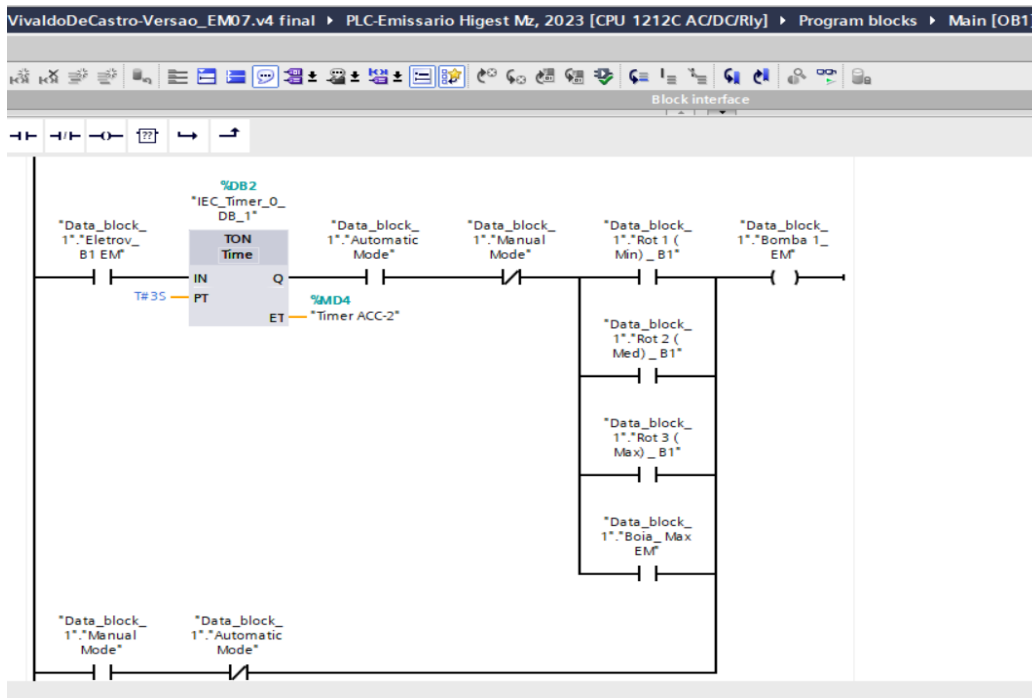 VivaldoDeCastro-Versao_EM07.v4 final ▸ PLC-Emissario Higest Mz, 2023 [CPU 1212C AC/DC/Rly] ▸ Program blocks ▸ Main [OB1]
Block interface
??
%DB2
"IEC_Timer_0_
DB_1"
"Data_block_
1"."Eletrov_
B1 EM"
TON
Time
IN
Q
T#3S
PT
ET
%MD4
"Timer ACC-2"
"Data_block_
1"."Automatic
Mode"
"Data_block_
1"."Manual
Mode"
"Data_block_
1"."Rot 1 (
Min) _ B1"
"Data_block_
1"."Bomba 1_
EM"
"Data_block_
1"."Rot 2 (
Med) _ B1"
"Data_block_
1"."Rot 3 (
Max) _ B1"
"Data_block_
1"."Boia_ Max
EM"
"Data_block_
1"."Manual
Mode"
"Data_block_
1"."Automatic
Mode"